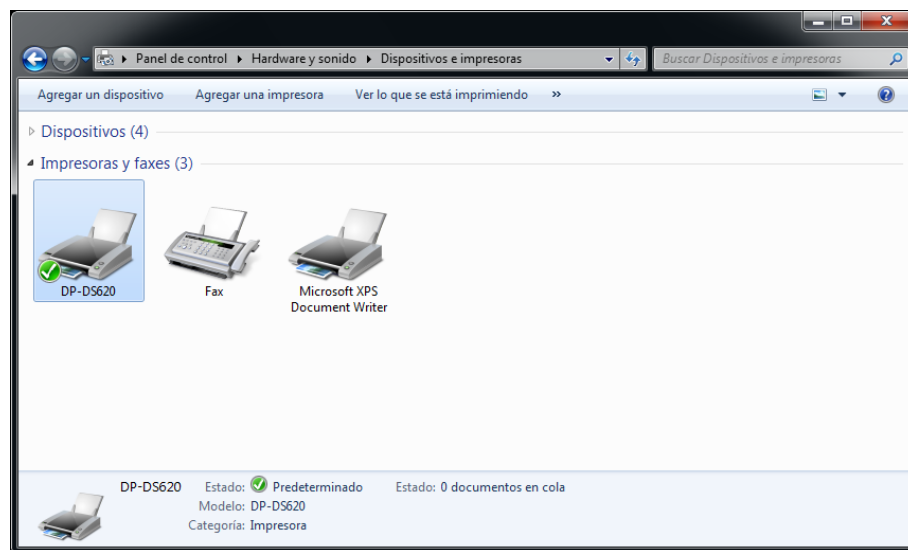 Panel de control ▸ Hardware y sonido ▸ Dispositivos e impresoras
Buscar Dispositivos e impresoras
Agregar un dispositivo Agregar una impresora Ver lo que se está imprimiendo »
Dispositivos (4)
Impresoras y faxes (3)
DP-DS620
Fax
Microsoft XPS
Document Writer
DP-DS620 Estado: Predeterminado Estado: 0 documentos en cola
Modelo: DP-DS620
Categoría: Impresora